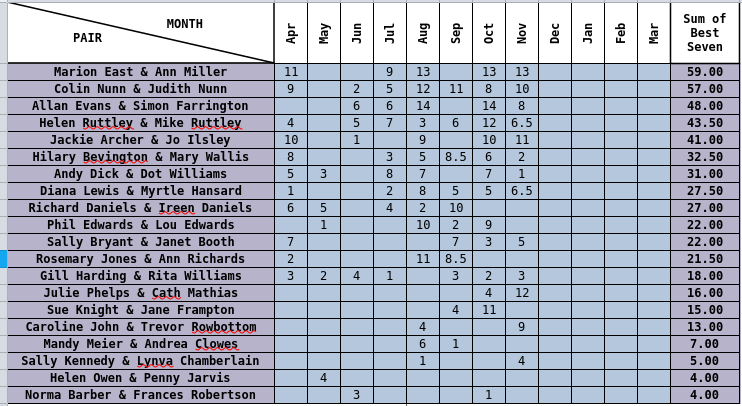 PAIR MONTH Apr May Jun Jul Aug Sep Oct Nov Dec Jan Feb Mar Sum of Best Seven
Marion East & Ann Miller 11 9 13 13 13 59.00
Colin Nunn & Judith Nunn 9 2 5 12 11 8 10 57.00
Allan Evans & Simon Farrington 6 6 14 14 8 48.00
Helen Ruttley & Mike Ruttley 4 5 7 3 6 12 6.5 43.50
Jackie Archer & Jo Ilsley 10 1 9 10 11 41.00
Hilary Bevington & Mary Wallis 8 3 5 8.5 6 2 32.50
Andy Dick & Dot Williams 5 3 8 7 7 1 31.00
Diana Lewis & Myrtle Hansard 1 2 8 5 5 6.5 27.50
Richard Daniels & Ireen Daniels 6 5 4 2 10 27.00
Phil Edwards & Lou Edwards 1 10 2 9 22.00
Sally Bryant & Janet Booth 7 7 3 5 22.00
Rosemary Jones & Ann Richards 2 11 8.5 21.50
Gill Harding & Rita Williams 3 2 4 1 3 2 3 18.00
Julie Phelps & Cath Mathias 4 12 16.00
Sue Knight & Jane Frampton 4 11 15.00
Caroline John & Trevor Rowbottom 4 9 13.00
Mandy Meier & Andrea Clowes 6 1 7.00
Sally Kennedy & Lynva Chamberlain 1 4 5.00
Helen Owen & Penny Jarvis 4 4.00
Norma Barber & Frances Robertson 3 1 4.00